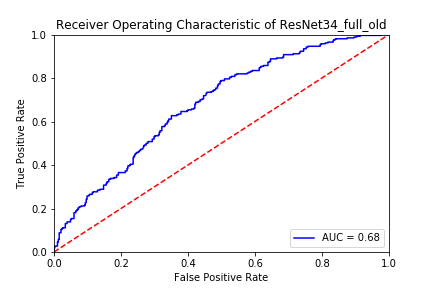 Receiver Operating Characteristic of ResNet34_full_old
True Positive Rate
1.0
0.8
0.6
0.4
0.2
0.0
AUC = 0.68
0.0 0.2 0.4 0.6 0.8 1.0
False Positive Rate